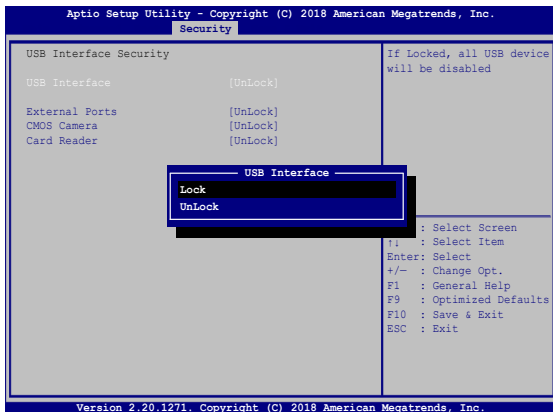 Aptio Setup Utility - Copyright (C) 2018 American Megatrends, Inc.
Security
USB Interface Security
USB Interface [UnLock]
External Ports [UnLock]
CMOS Camera [UnLock]
Card Reader [UnLock]
If Locked, all USB device
will be disabled
USB Interface
Lock
UnLock
: Select Screen
↑↓ : Select Item
Enter: Select
+/— : Change Opt.
F1 : General Help
F9 : Optimized Defaults
F10 : Save & Exit
ESC : Exit
Version 2.20.1271. Copyright (C) 2018 American Megatrends, Inc.